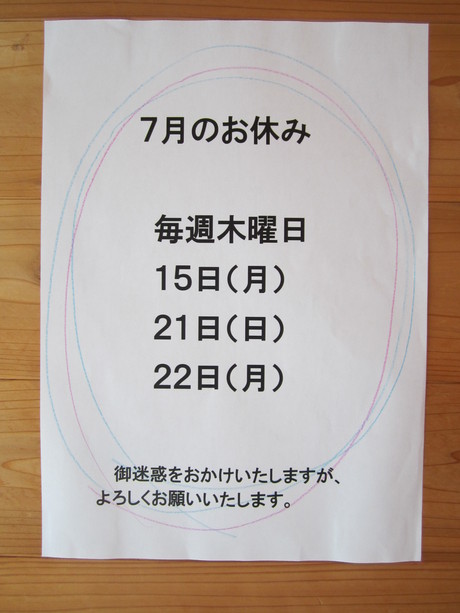 ７月のお休み
毎週木曜日
15日（月）
21日（日）
22日（月）
御迷惑をおかけいたしますが、
よろしくお願いいたします。